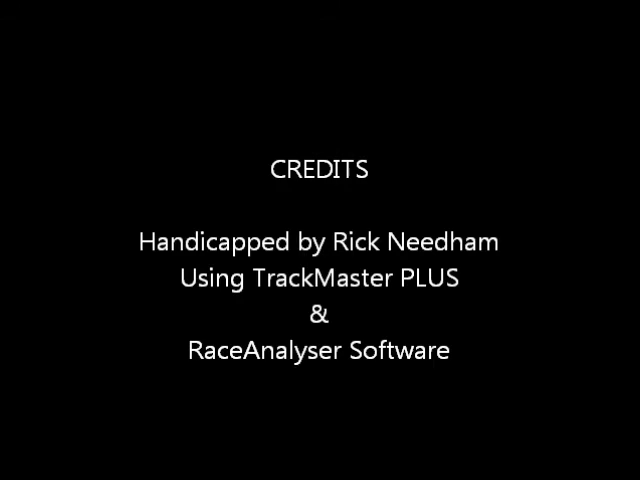 CREDITS
Handicapped by Rick Needham
Using TrackMaster PLUS
&
RaceAnalyser Software